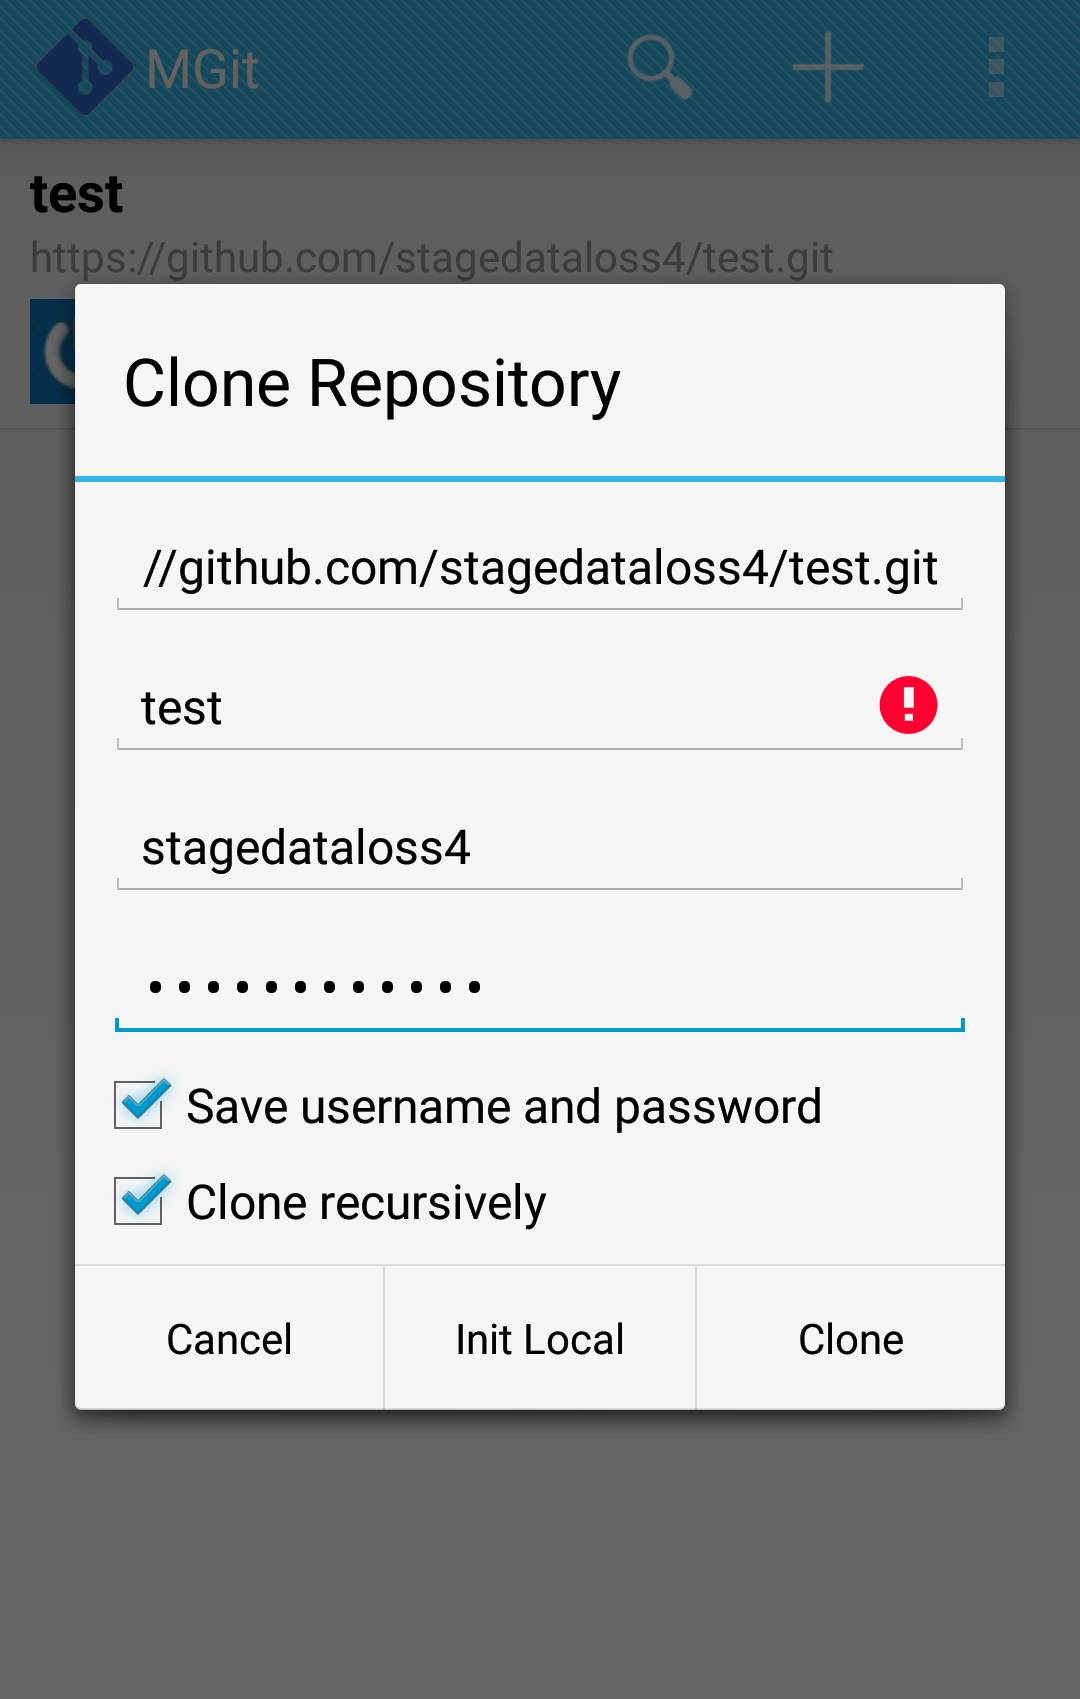 MGit
test
https://github.com/stagedataloss4/test.git
Clone Repository
//github.com/stagedataloss4/test.git
test
stagedataloss4
............
Save username and password
Clone recursively
Cancel
Init Local
Clone